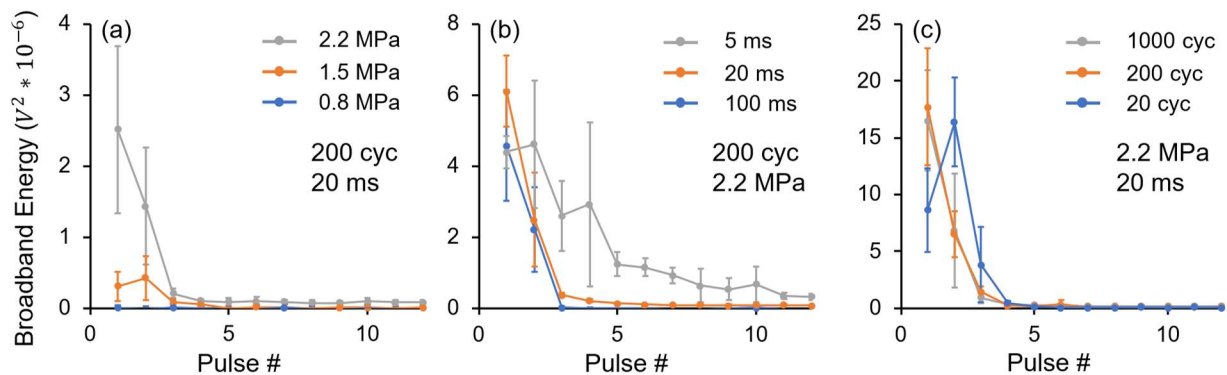 Broadband Energy (V² * 10⁻⁶)
(a)
4
3
2
1
0
0
5
10
Pulse #
2.2 MPa
1.5 MPa
0.8 MPa
200 cyc
20 ms
(b)
8
6
4
2
0
0
5
10
Pulse #
5 ms
20 ms
100 ms
200 cyc
2.2 MPa
(c)
25
20
15
10
5
0
0
5
10
Pulse #
1000 cyc
200 cyc
20 cyc
2.2 MPa
20 ms